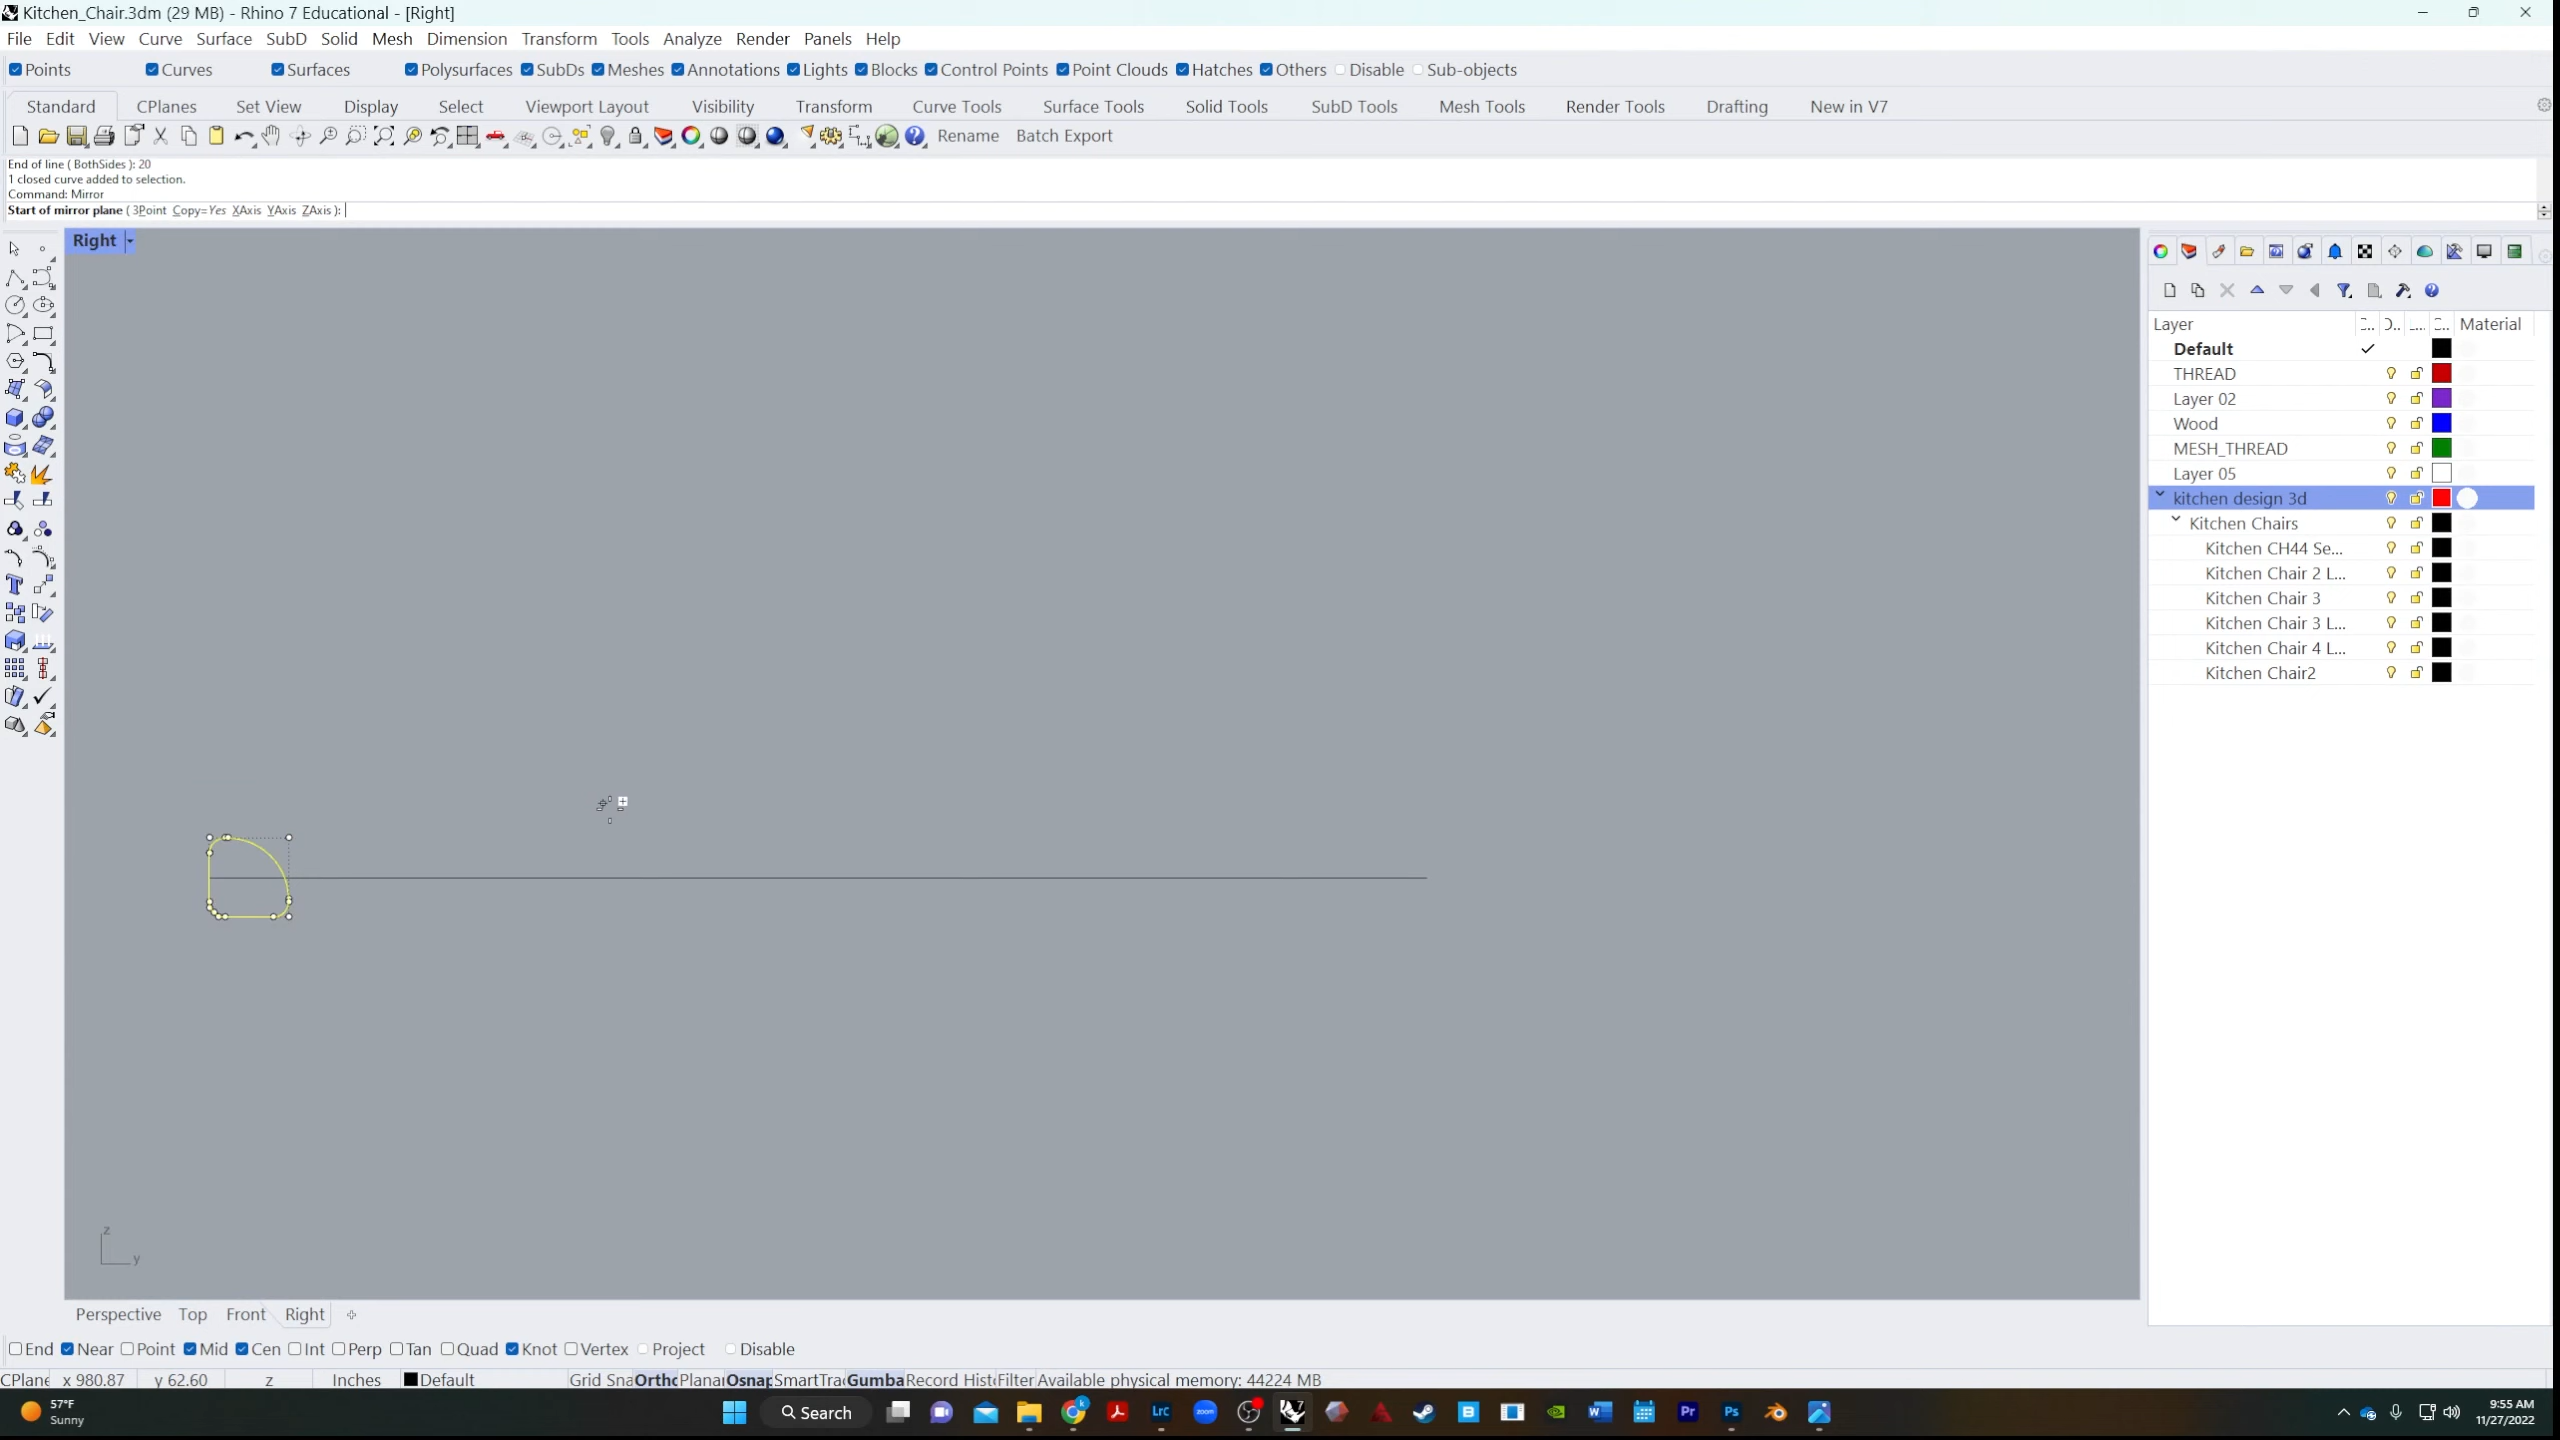 Kitchen_Chair.3dm (29 MB) - Rhino 7 Educational - [Right]
File Edit View Curve Surface SubD Solid Mesh Dimension Transform Tools Analyze Render Panels Help
Points Curves Surfaces Polysurfaces SubDs Meshes Annotations Lights Blocks Control Points Point Clouds Hatches Others Disable Sub-objects
Standard CPlanes Set View Display Select Viewport Layout Visibility Transform Curve Tools Surface Tools Solid Tools SubD Tools Mesh Tools Render Tools Drafting New in V7
Rename Batch Export
End of line ( BothSides ): 20
1 closed curve added to selection.
Command: Mirror
Start of mirror plane ( 3Point Copy=Yes XAxis YAxis ZAxis ):
Right
Layer Material
Default
THREAD
Layer 02
Wood
MESH_THREAD
Layer 05
kitchen design 3d
Kitchen Chairs
Kitchen CH44 Se...
Kitchen Chair 2 L...
Kitchen Chair 3
Kitchen Chair 3 L...
Kitchen Chair 4 L...
Kitchen Chair2
z
y
Perspective Top Front Right
End Near Point Mid Cen Int Perp Tan Quad Knot Vertex Project Disable
CPlane x 980.87 y 62.60 z Inches Default Grid Sna Ortho Planar Osnap SmartTrac Gumba Record Hist Filter Available physical memory: 44224 MB
57°F
Sunny
Search
9:55 AM
11/27/2022